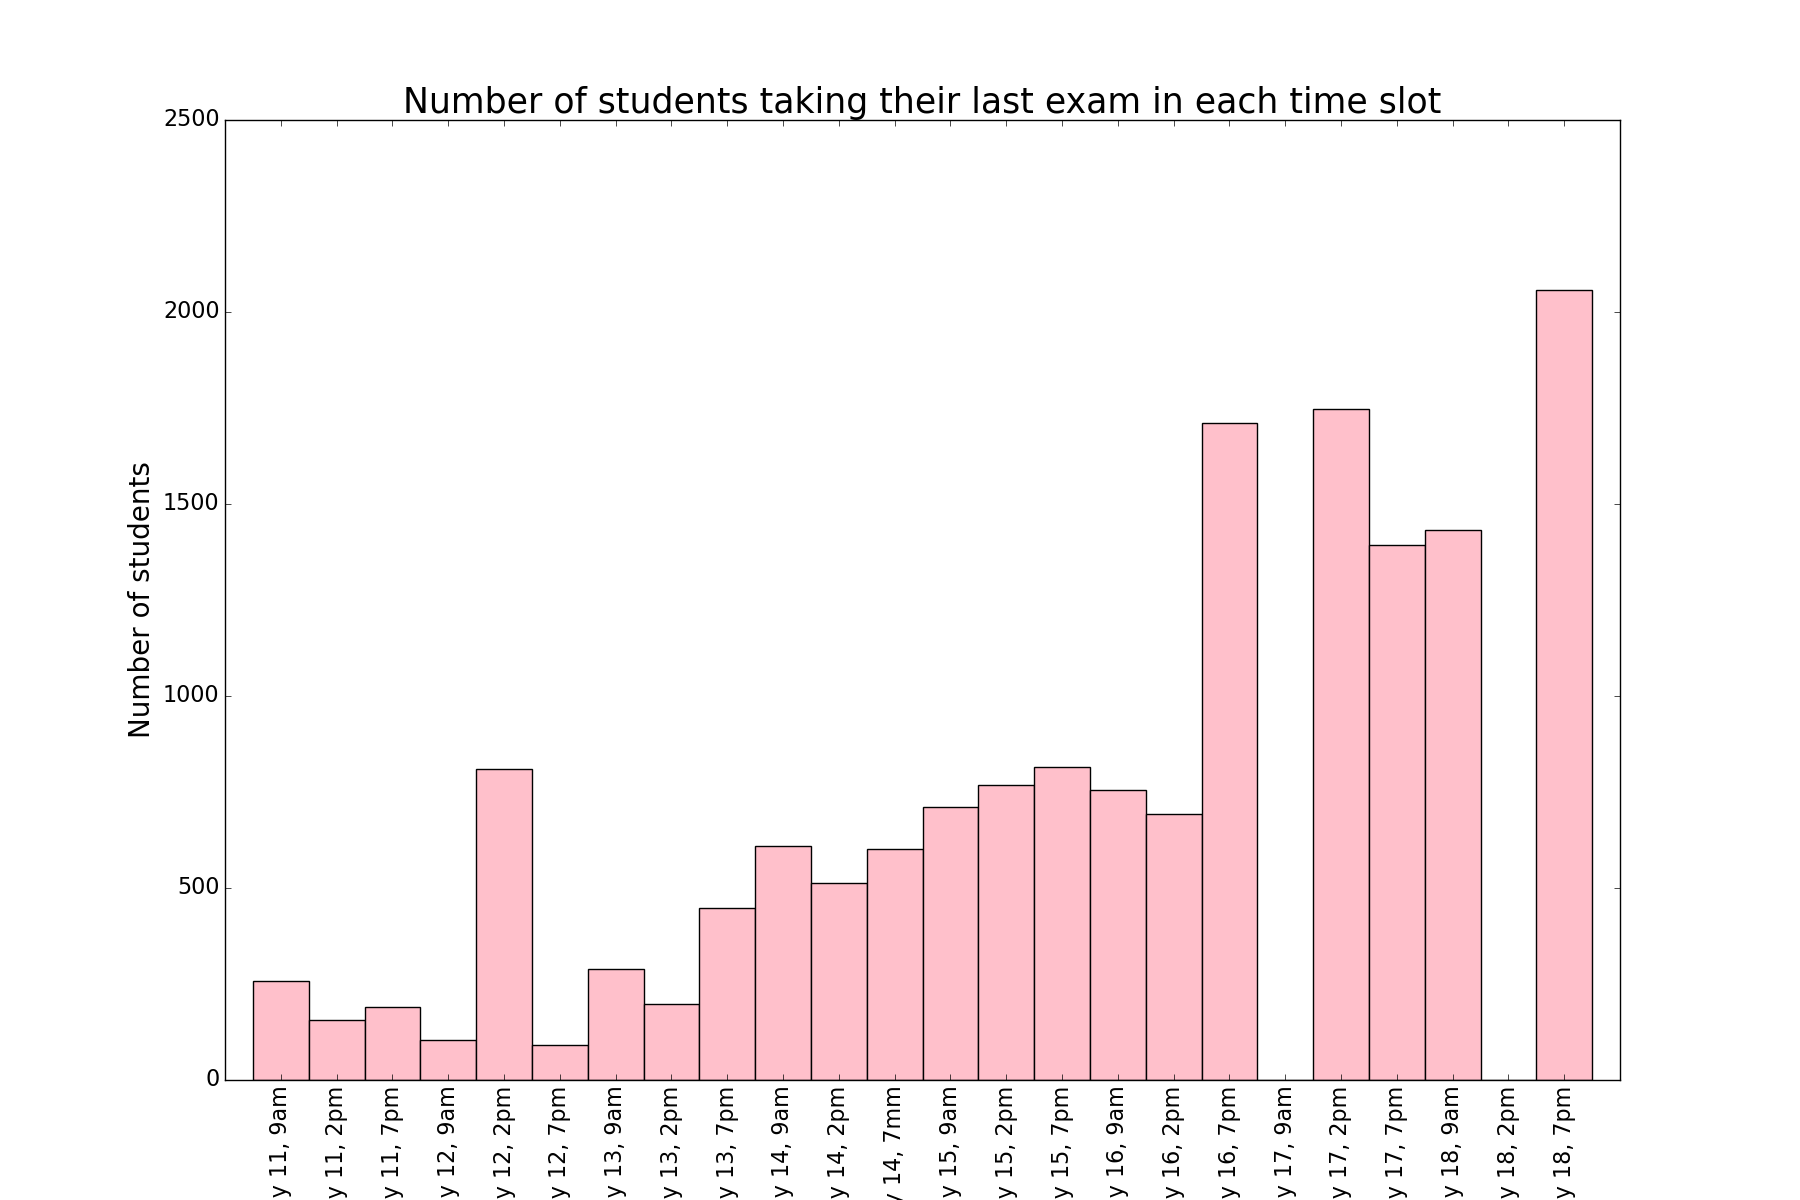 Number of students taking their last exam in each time slot
2500
2000
1500
1000
500
0
Number of students
y 11, 9am
y 11, 2pm
y 11, 7pm
y 12, 9am
y 12, 2pm
y 12, 7pm
y 13, 9am
y 13, 2pm
y 13, 7pm
y 14, 9am
y 14, 2pm
y 14, 7mm
y 15, 9am
y 15, 2pm
y 15, 7pm
y 16, 9am
y 16, 2pm
y 16, 7pm
y 17, 9am
y 17, 2pm
y 17, 7pm
y 18, 9am
y 18, 2pm
y 18, 7pm